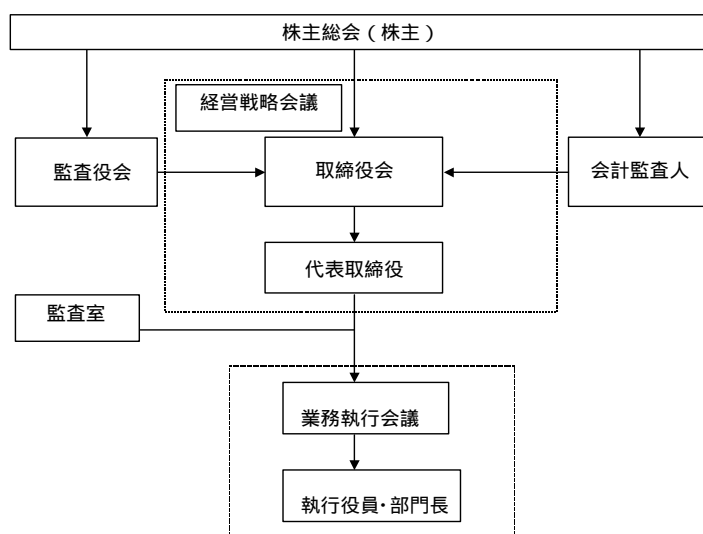 株主総会（株主）
経営戦略会議
監査役会
取締役会
会計監査人
代表取締役
監査室
業務執行会議
執行役員・部門長